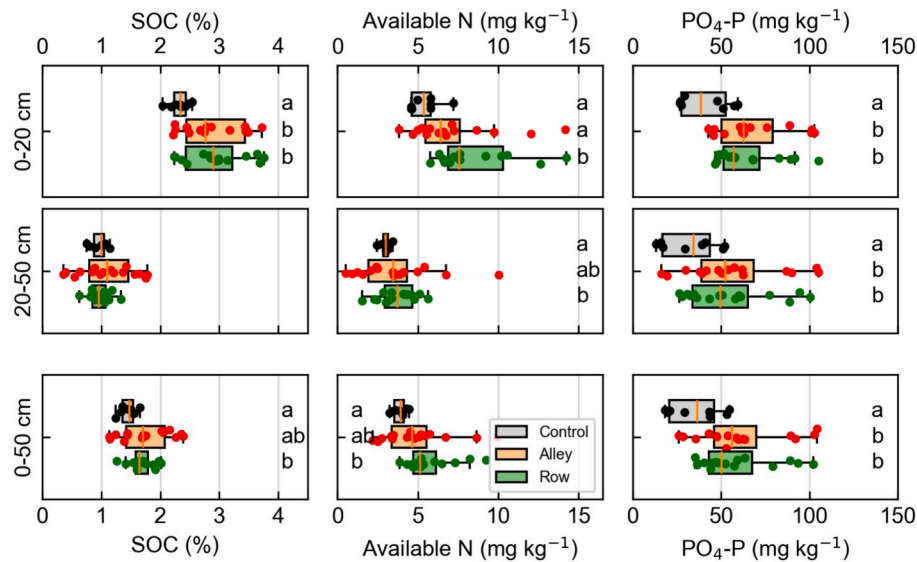 SOC (%) Available N (mg kg⁻¹) PO₄-P (mg kg⁻¹)
0 1 2 3 4 0 5 10 15 0 50 100 150
0-20 cm
a a a
b a b
b b b
20-50 cm
a a a
ab b
b b
0-50 cm
a a a
ab ab b
b b b
Control
Alley
Row
0 1 2 3 4 0 5 10 15 0 50 100 150
SOC (%) Available N (mg kg⁻¹) PO₄-P (mg kg⁻¹)